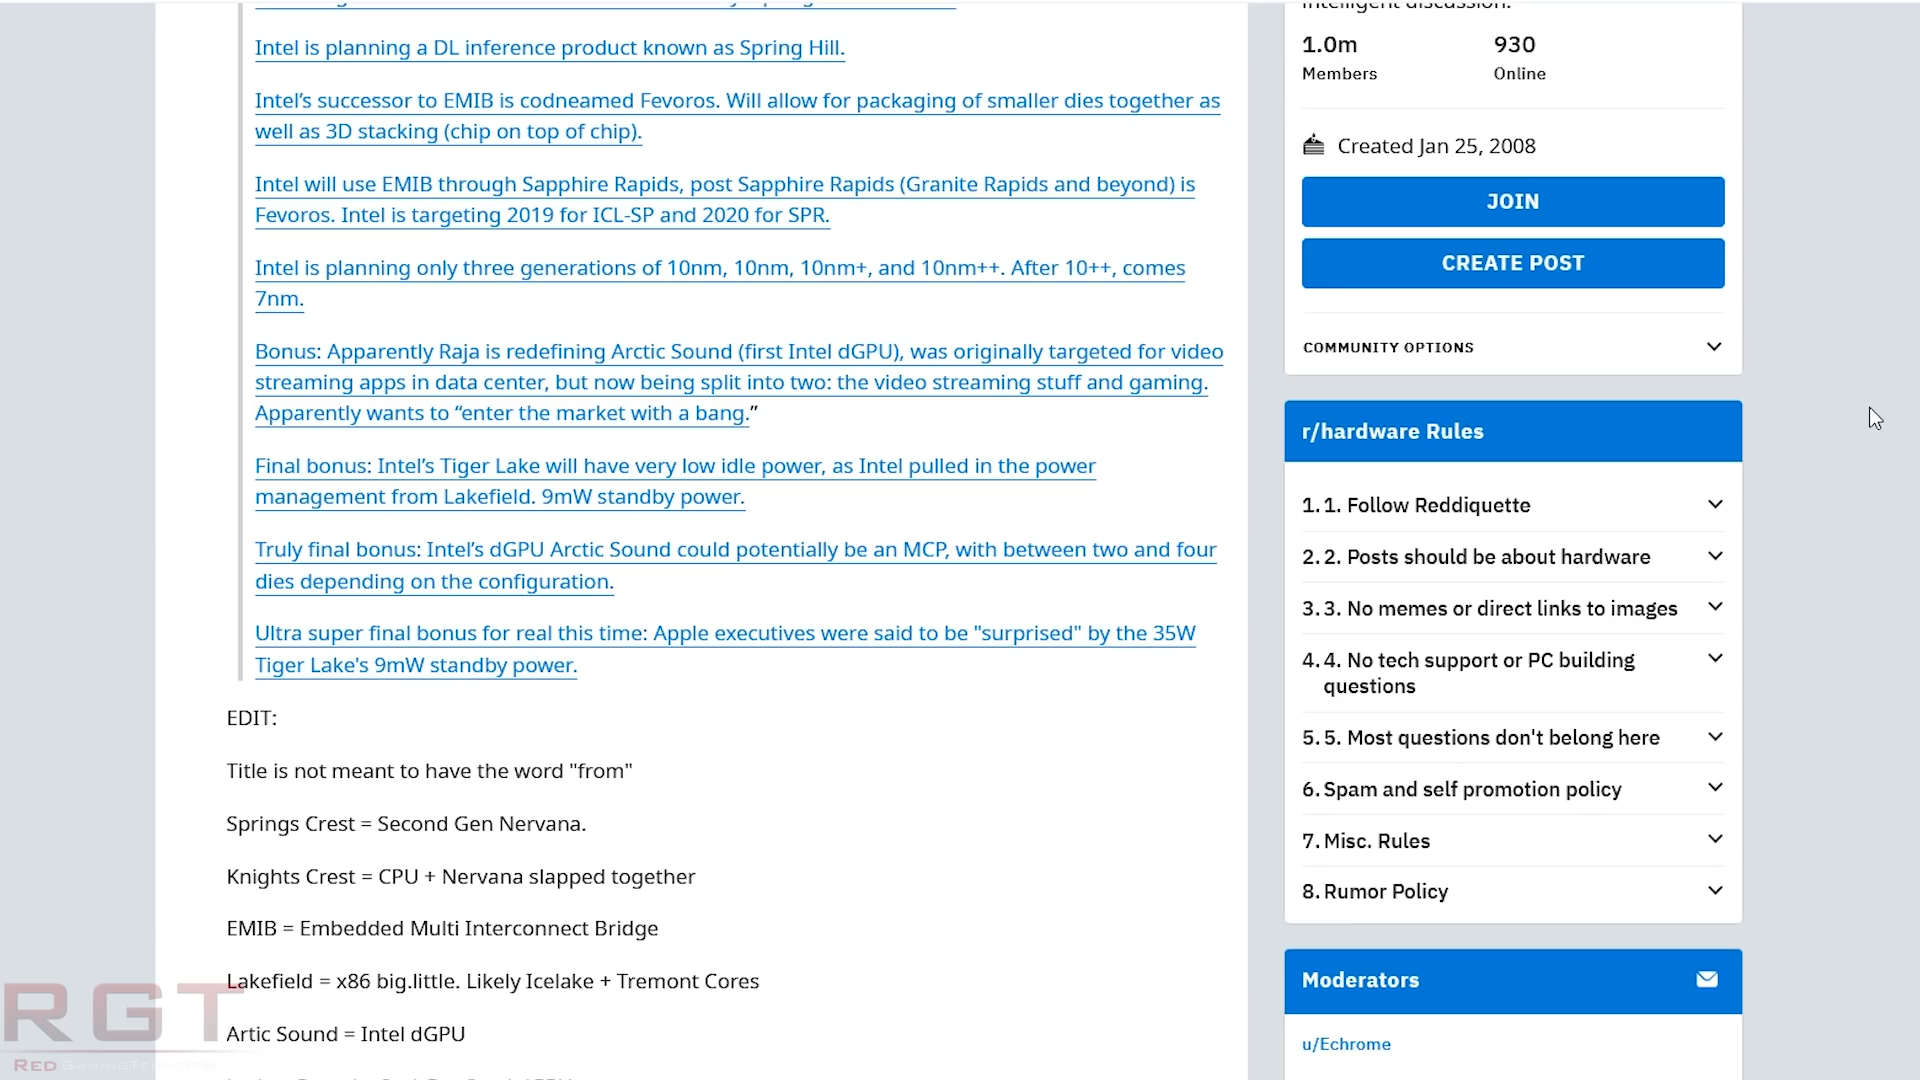 Intel is planning a DL inference product known as Spring Hill.
Intel’s successor to EMIB is codneamed Fevoros. Will allow for packaging of smaller dies together as
well as 3D stacking (chip on top of chip).
Intel will use EMIB through Sapphire Rapids, post Sapphire Rapids (Granite Rapids and beyond) is
Fevoros. Intel is targeting 2019 for ICL-SP and 2020 for SPR.
Intel is planning only three generations of 10nm, 10nm, 10nm+, and 10nm++. After 10++, comes
7nm.
Bonus: Apparently Raja is redefining Arctic Sound (first Intel dGPU), was originally targeted for video
streaming apps in data center, but now being split into two: the video streaming stuff and gaming.
Apparently wants to “enter the market with a bang.”
Final bonus: Intel’s Tiger Lake will have very low idle power, as Intel pulled in the power
management from Lakefield. 9mW standby power.
Truly final bonus: Intel’s dGPU Arctic Sound could potentially be an MCP, with between two and four
dies depending on the configuration.
Ultra super final bonus for real this time: Apple executives were said to be "surprised" by the 35W
Tiger Lake's 9mW standby power.
EDIT:
Title is not meant to have the word "from"
Springs Crest = Second Gen Nervana.
Knights Crest = CPU + Nervana slapped together
EMIB = Embedded Multi Interconnect Bridge
Lakefield = x86 big.little. Likely Icelake + Tremont Cores
Artic Sound = Intel dGPU
intelligent discussion.
1.0m
930
Members
Online
Created Jan 25, 2008
JOIN
CREATE POST
COMMUNITY OPTIONS
r/hardware Rules
1. 1. Follow Reddiquette
2. 2. Posts should be about hardware
3. 3. No memes or direct links to images
4. 4. No tech support or PC building
questions
5. 5. Most questions don't belong here
6. Spam and self promotion policy
7. Misc. Rules
8. Rumor Policy
Moderators
u/Echrome
RGT